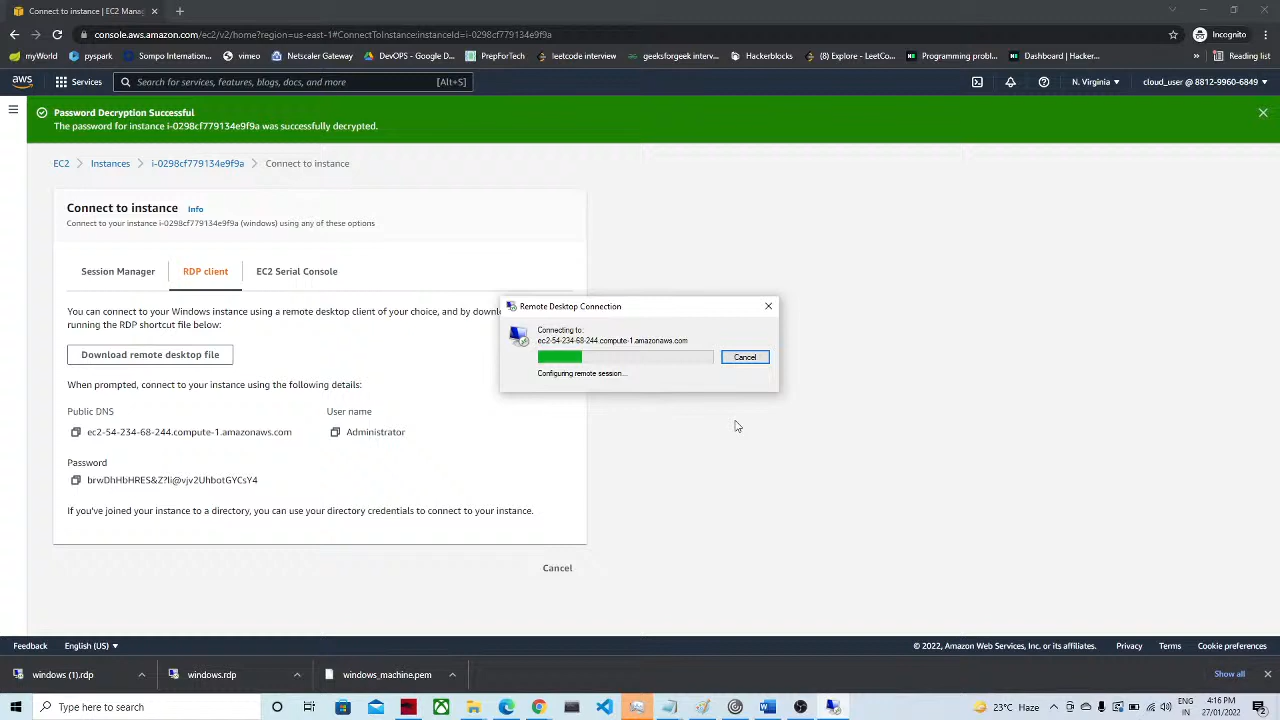 Connect to instance | EC2 Mana
console.aws.amazon.com/ec2/v2/home?region=us-east-1#ConnectToInstance:instanceId=i-0298cf779134e9f9a
Incognito
myWorld
pyspark
Sompo Internationa...
vimeo
Netscaler Gateway
DevOPS - Google D...
PrepForTech
leetcode interview
geeksforgeek interv...
Hackerblocks
(2) Explore - LeetCo...
Programming probl...
Dashboard | Hacker...
»
Reading list
aws
Services
Search for services, features, blogs, docs, and more
[Alt+S]
N. Virginia
cloud_user @ 8812-9960-6849
Password Decryption Successful
The password for instance i-0298cf779134e9f9a was successfully decrypted.
EC2
Instances
i-0298cf779134e9f9a
Connect to instance
Connect to instance Info
Connect to your instance i-0298cf779134e9f9a (windows) using any of these options
Session Manager
RDP client
EC2 Serial Console
You can connect to your Windows instance using a remote desktop client of your choice, and by downlo
running the RDP shortcut file below:
Download remote desktop file
When prompted, connect to your instance using the following details:
Public DNS
User name
ec2-54-234-68-244.compute-1.amazonaws.com
Administrator
Password
brwDhHbHRES&Z?li@vjv2UhbotGYCsY4
If you've joined your instance to a directory, you can use your directory credentials to connect to your instance.
Cancel
Remote Desktop Connection
Connecting to:
ec2-54-234-68-244.compute-1.amazonaws.com
Cancel
Configuring remote session...
Feedback
English (US)
© 2022, Amazon Web Services, Inc. or its affiliates.
Privacy
Terms
Cookie preferences
windows (1).rdp
windows.rdp
windows_machine.pem
Show all
Type here to search
23°C Haze
ENG
IN
4:16 PM
27/01/2022